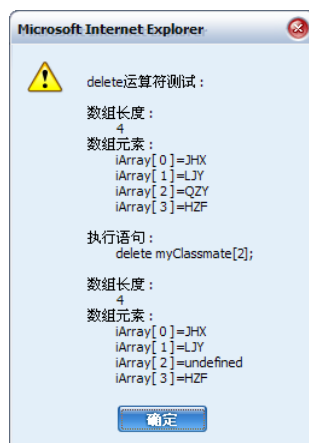 Microsoft Internet Explorer
delete运算符测试：
数组长度：
4
数组元素：
iArray[ 0 ]=JHX
iArray[ 1 ]=LJY
iArray[ 2 ]=QZY
iArray[ 3 ]=HZF
执行语句：
delete myClassmate[2];
数组长度：
4
数组元素：
iArray[ 0 ]=JHX
iArray[ 1 ]=LJY
iArray[ 2 ]=undefined
iArray[ 3 ]=HZF
确定